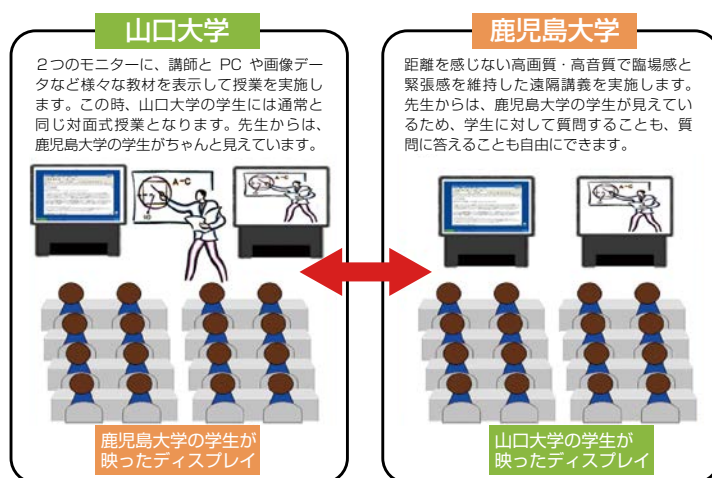 山口大学
2つのモニターに、講師と PC や画像デー
タなど様々な教材を表示して授業を実施し
ます。この時、山口大学の学生には通常と
同じ対面式授業となります。先生からは、
鹿児島大学の学生がちゃんと見えています。
A-C
鹿児島大学の学生が
映ったディスプレイ
鹿児島大学
距離を感じない高画質・高音質で臨場感と
緊張感を維持した遠隔講義を実施します。
先生からは、鹿児島大学の学生が見えてい
るため、学生に対して質問することも、質
問に答えることも自由にできます。
山口大学の学生が
映ったディスプレイ